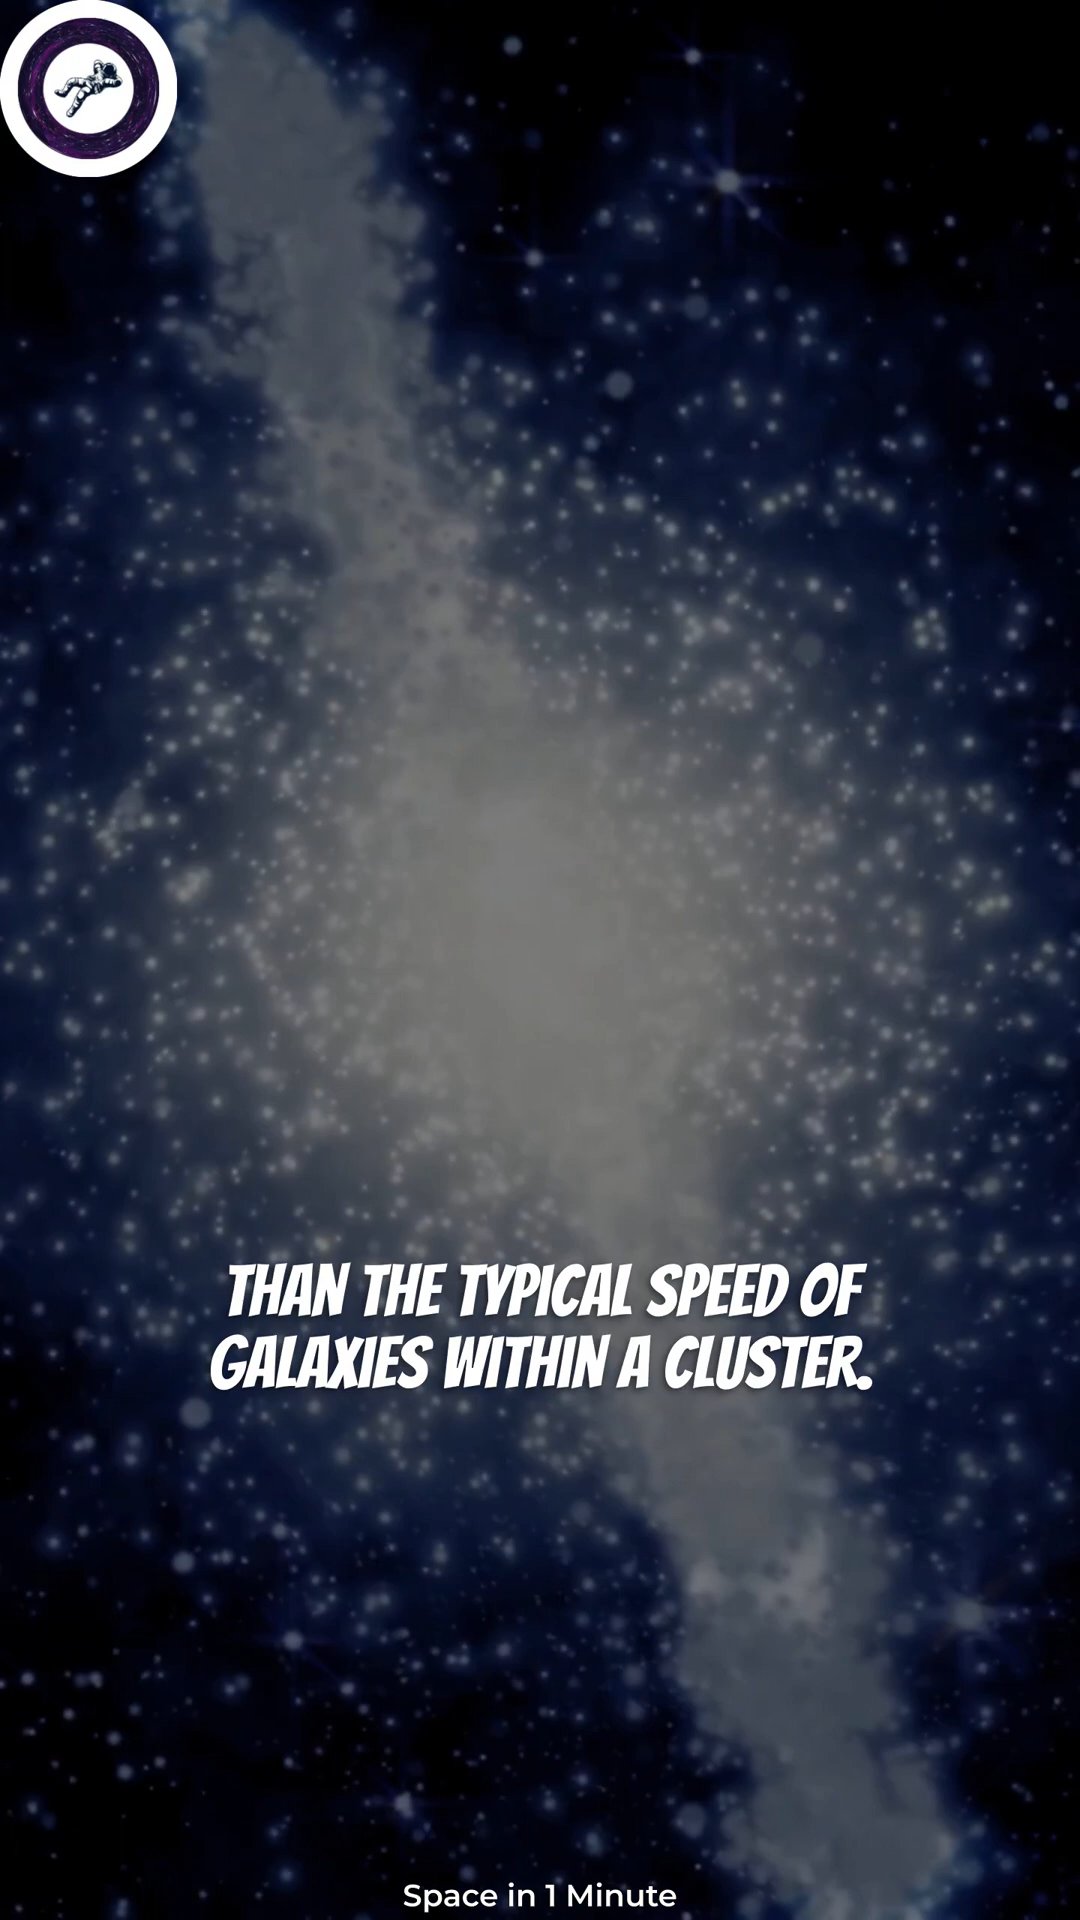 THAN THE TYPICAL SPEED OF
GALAXIES WITHIN A CLUSTER.
Space in 1 Minute